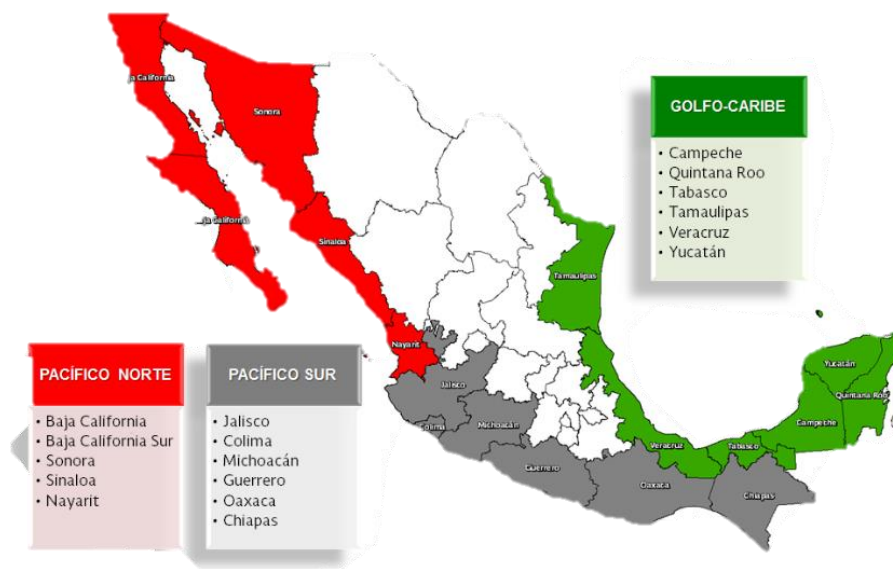 GOLFO-CARIBE
• Campeche
• Quintana Roo
• Tabasco
• Tamaulipas
• Veracruz
• Yucatán
PACÍFICO NORTE
• Baja California
• Baja California Sur
• Sonora
• Sinaloa
• Nayarit
PACÍFICO SUR
• Jalisco
• Colima
• Michoacán
• Guerrero
• Oaxaca
• Chiapas
ja California
Sonora
ja California
Sinaloa
Tamaulipas
Nayarit
Jalisco
Colima
Michoacán
Guerrero
Oaxaca
Chiapas
Veracruz
Tabasco
Campeche
Yucatán
Quintana Roo